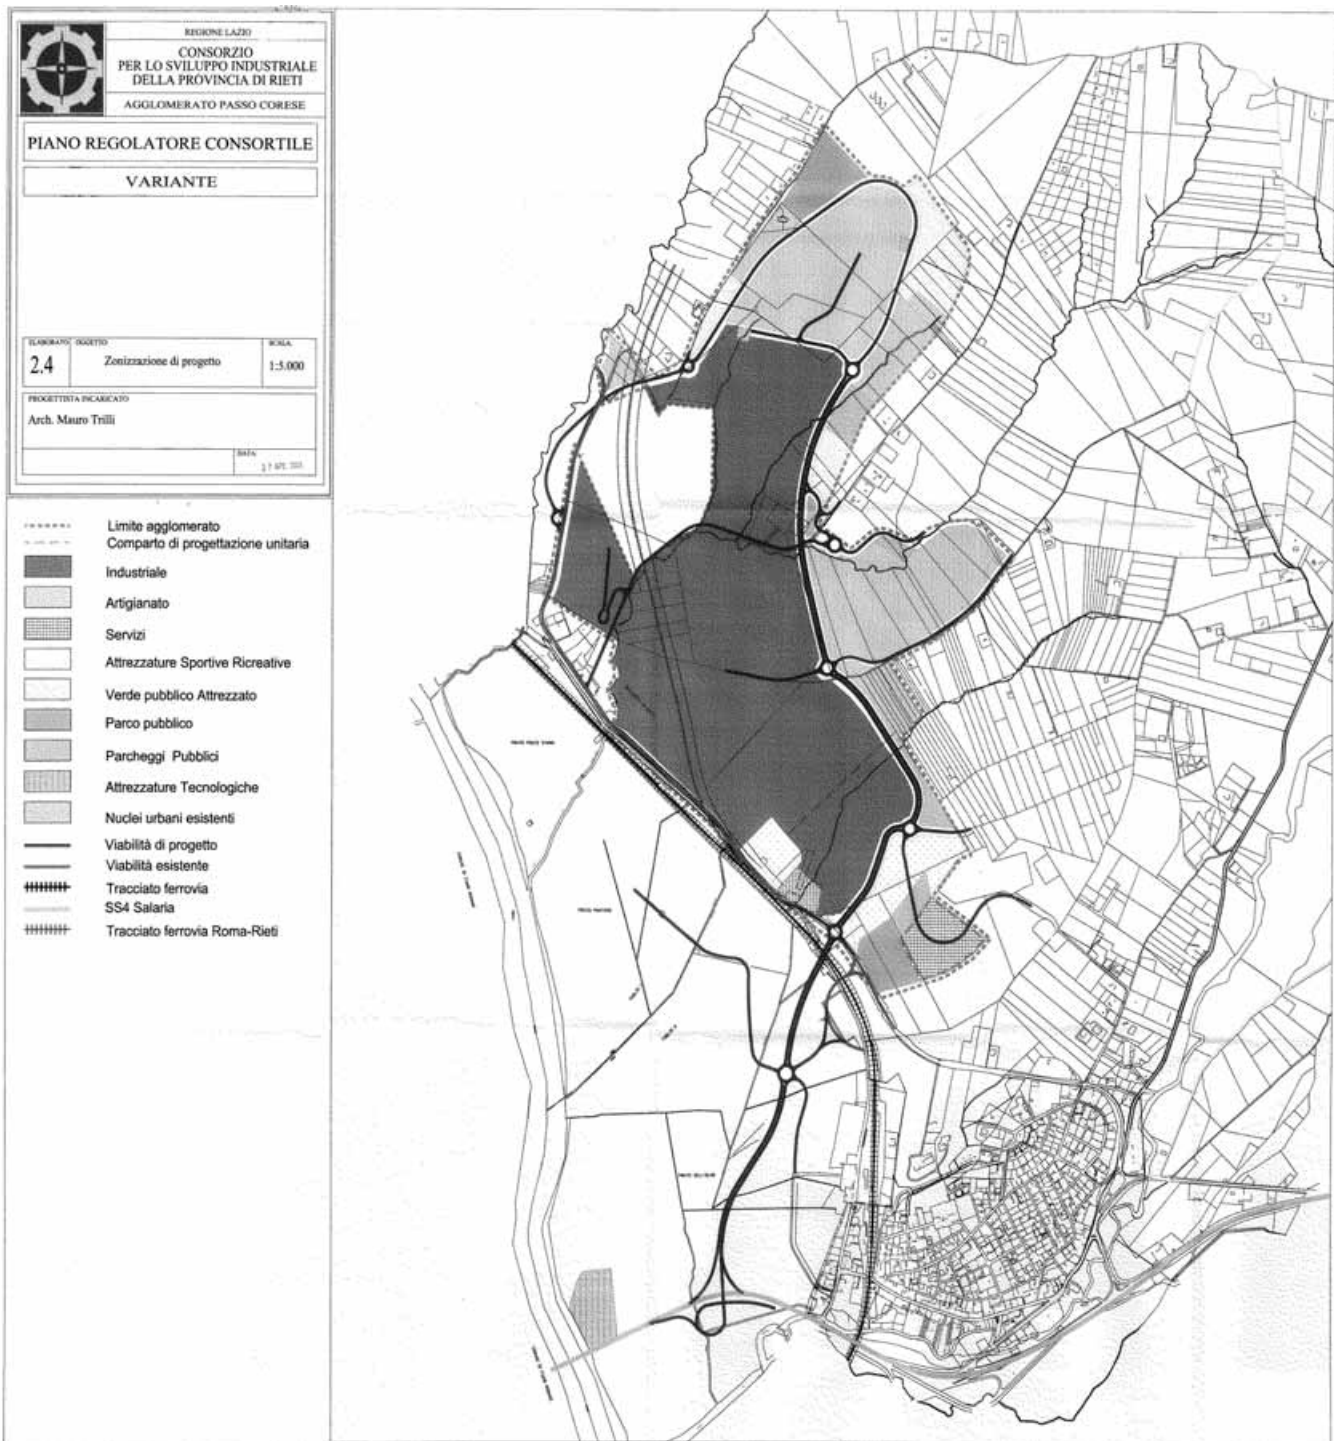 REGIONE LAZIO
CONSORZIO
PER LO SVILUPPO INDUSTRIALE
DELLA PROVINCIA DI RIETI
AGGLOMERATO PASSO CORESE
PIANO REGOLATORE CONSORTILE
VARIANTE
ELABORATO OGGETTO SCALA
2.4 Zonizzazione di progetto 1:5.000
PROGETTISTA INCARICATO
Arch. Mauro Trilli
DATA
Limite agglomerato
Comparto di progettazione unitaria
Industriale
Artigianato
Servizi
Attrezzature Sportive Ricreative
Verde pubblico Attrezzato
Parco pubblico
Parcheggi Pubblici
Attrezzature Tecnologiche
Nuclei urbani esistenti
Viabilità di progetto
Viabilità esistente
Tracciato ferrovia
SS4 Salaria
Tracciato ferrovia Roma-Rieti